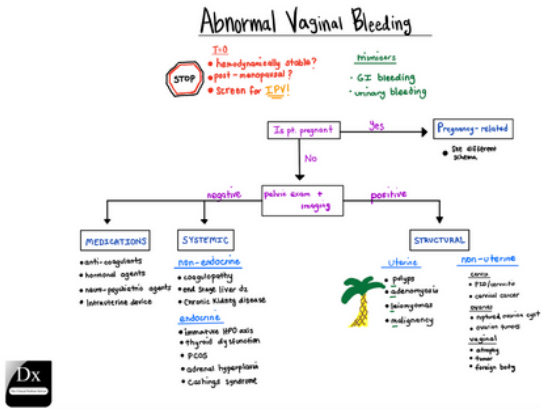 Abnormal Vaginal Bleeding
T=0
• hemodynamically stable?
• post-menopausal?
• Screen for IPV!
STOP
mimicers
• GI bleeding
• urinary bleeding
Is pt. pregnant
Yes
Pregnancy-related
• See different schema
No
pelvic exam + imaging
negative
positive
MEDICATIONS
• anti-coagulants
• hormonal agents
• neuro-psychiatric agents
• Intrauterine device
SYSTEMIC
non-endocrine
• coagulopathy
• end stage liver dz
• Chronic Kidney disease
endocrine
• immature HPO axis
• thyroid dysfunction
• PCOS
• adrenal hyperplasia
• Cushings syndrome
STRUCTURAL
uterine
• polyps
• adenomyosis
• leiomyomas
• malignancy
non-uterine
cervix
• PID/cervicitis
• cervical cancer
ovaries
• ruptured ovarian cyst
• ovarian tumors
vaginal
• atrophy
• tumor
• foreign body
Dx